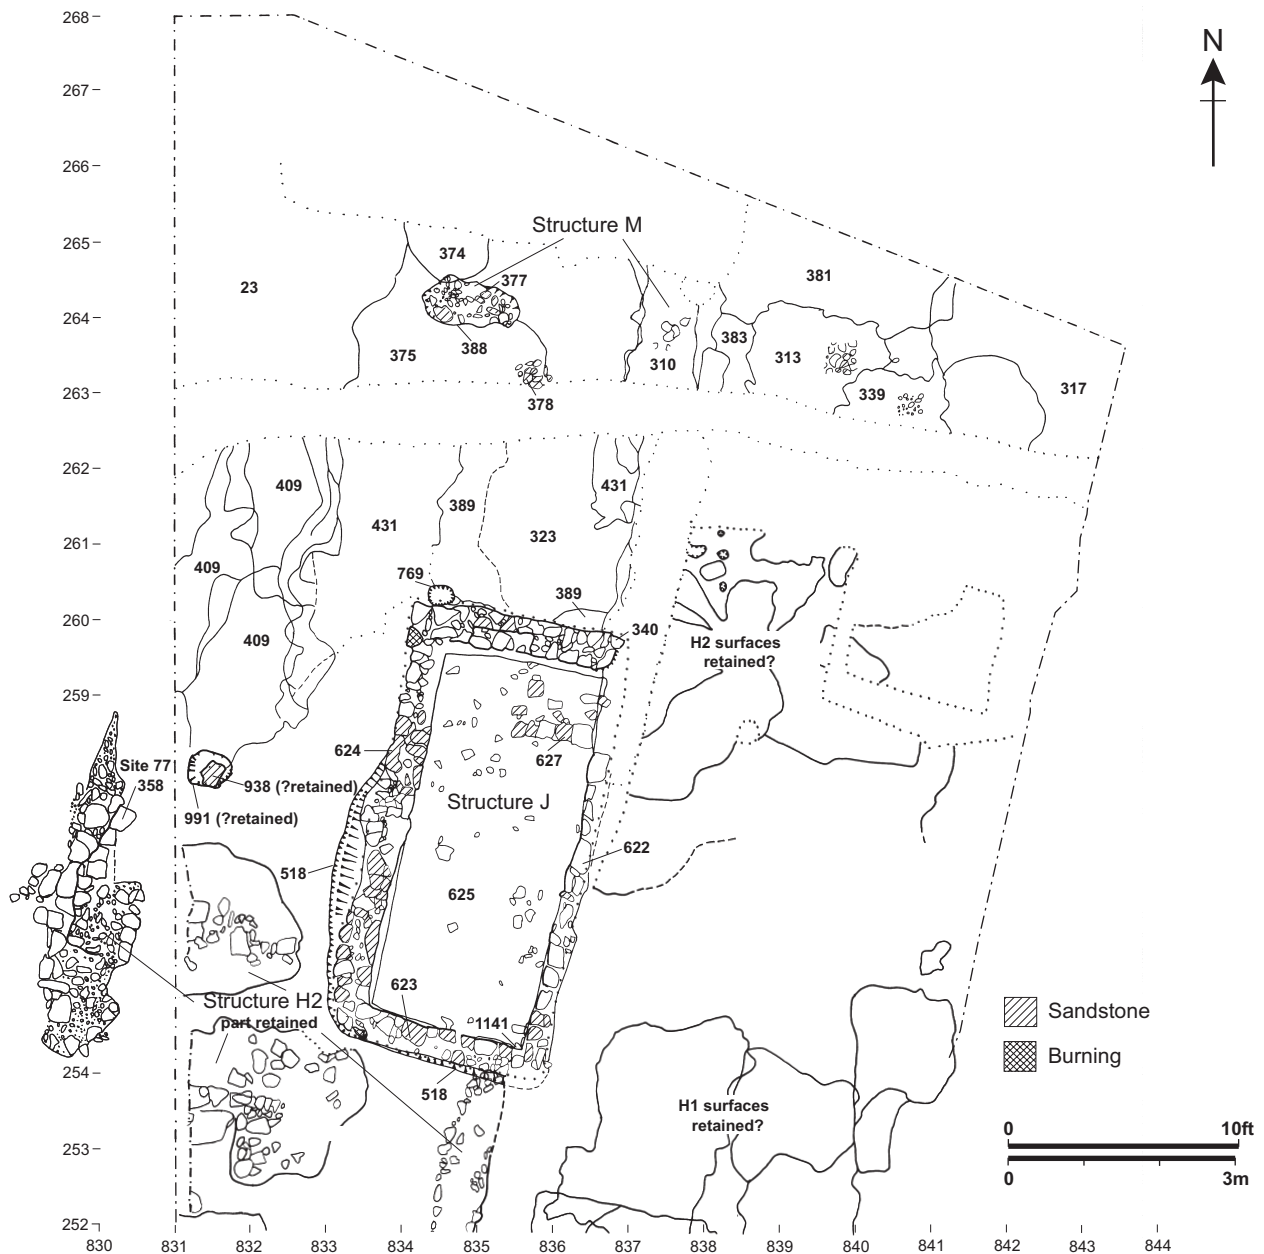 268
N
267
266
265
264
263
262
261
260
259
254
253
252
Structure M
374
377
23
381
375
388
310
383
313
339
317
378
409
431
389
323
431
409
769
389
409
340
H2 surfaces
retained?
624
627
Site 77
358
938 (?retained)
991 (?retained)
Structure J
518
622
625
623
1141
Structure H2
part retained
518
H1 surfaces
retained?
Sandstone
Burning
0 10ft
0 3m
830 831 832 833 834 835 836 837 838 839 840 841 842 843 844